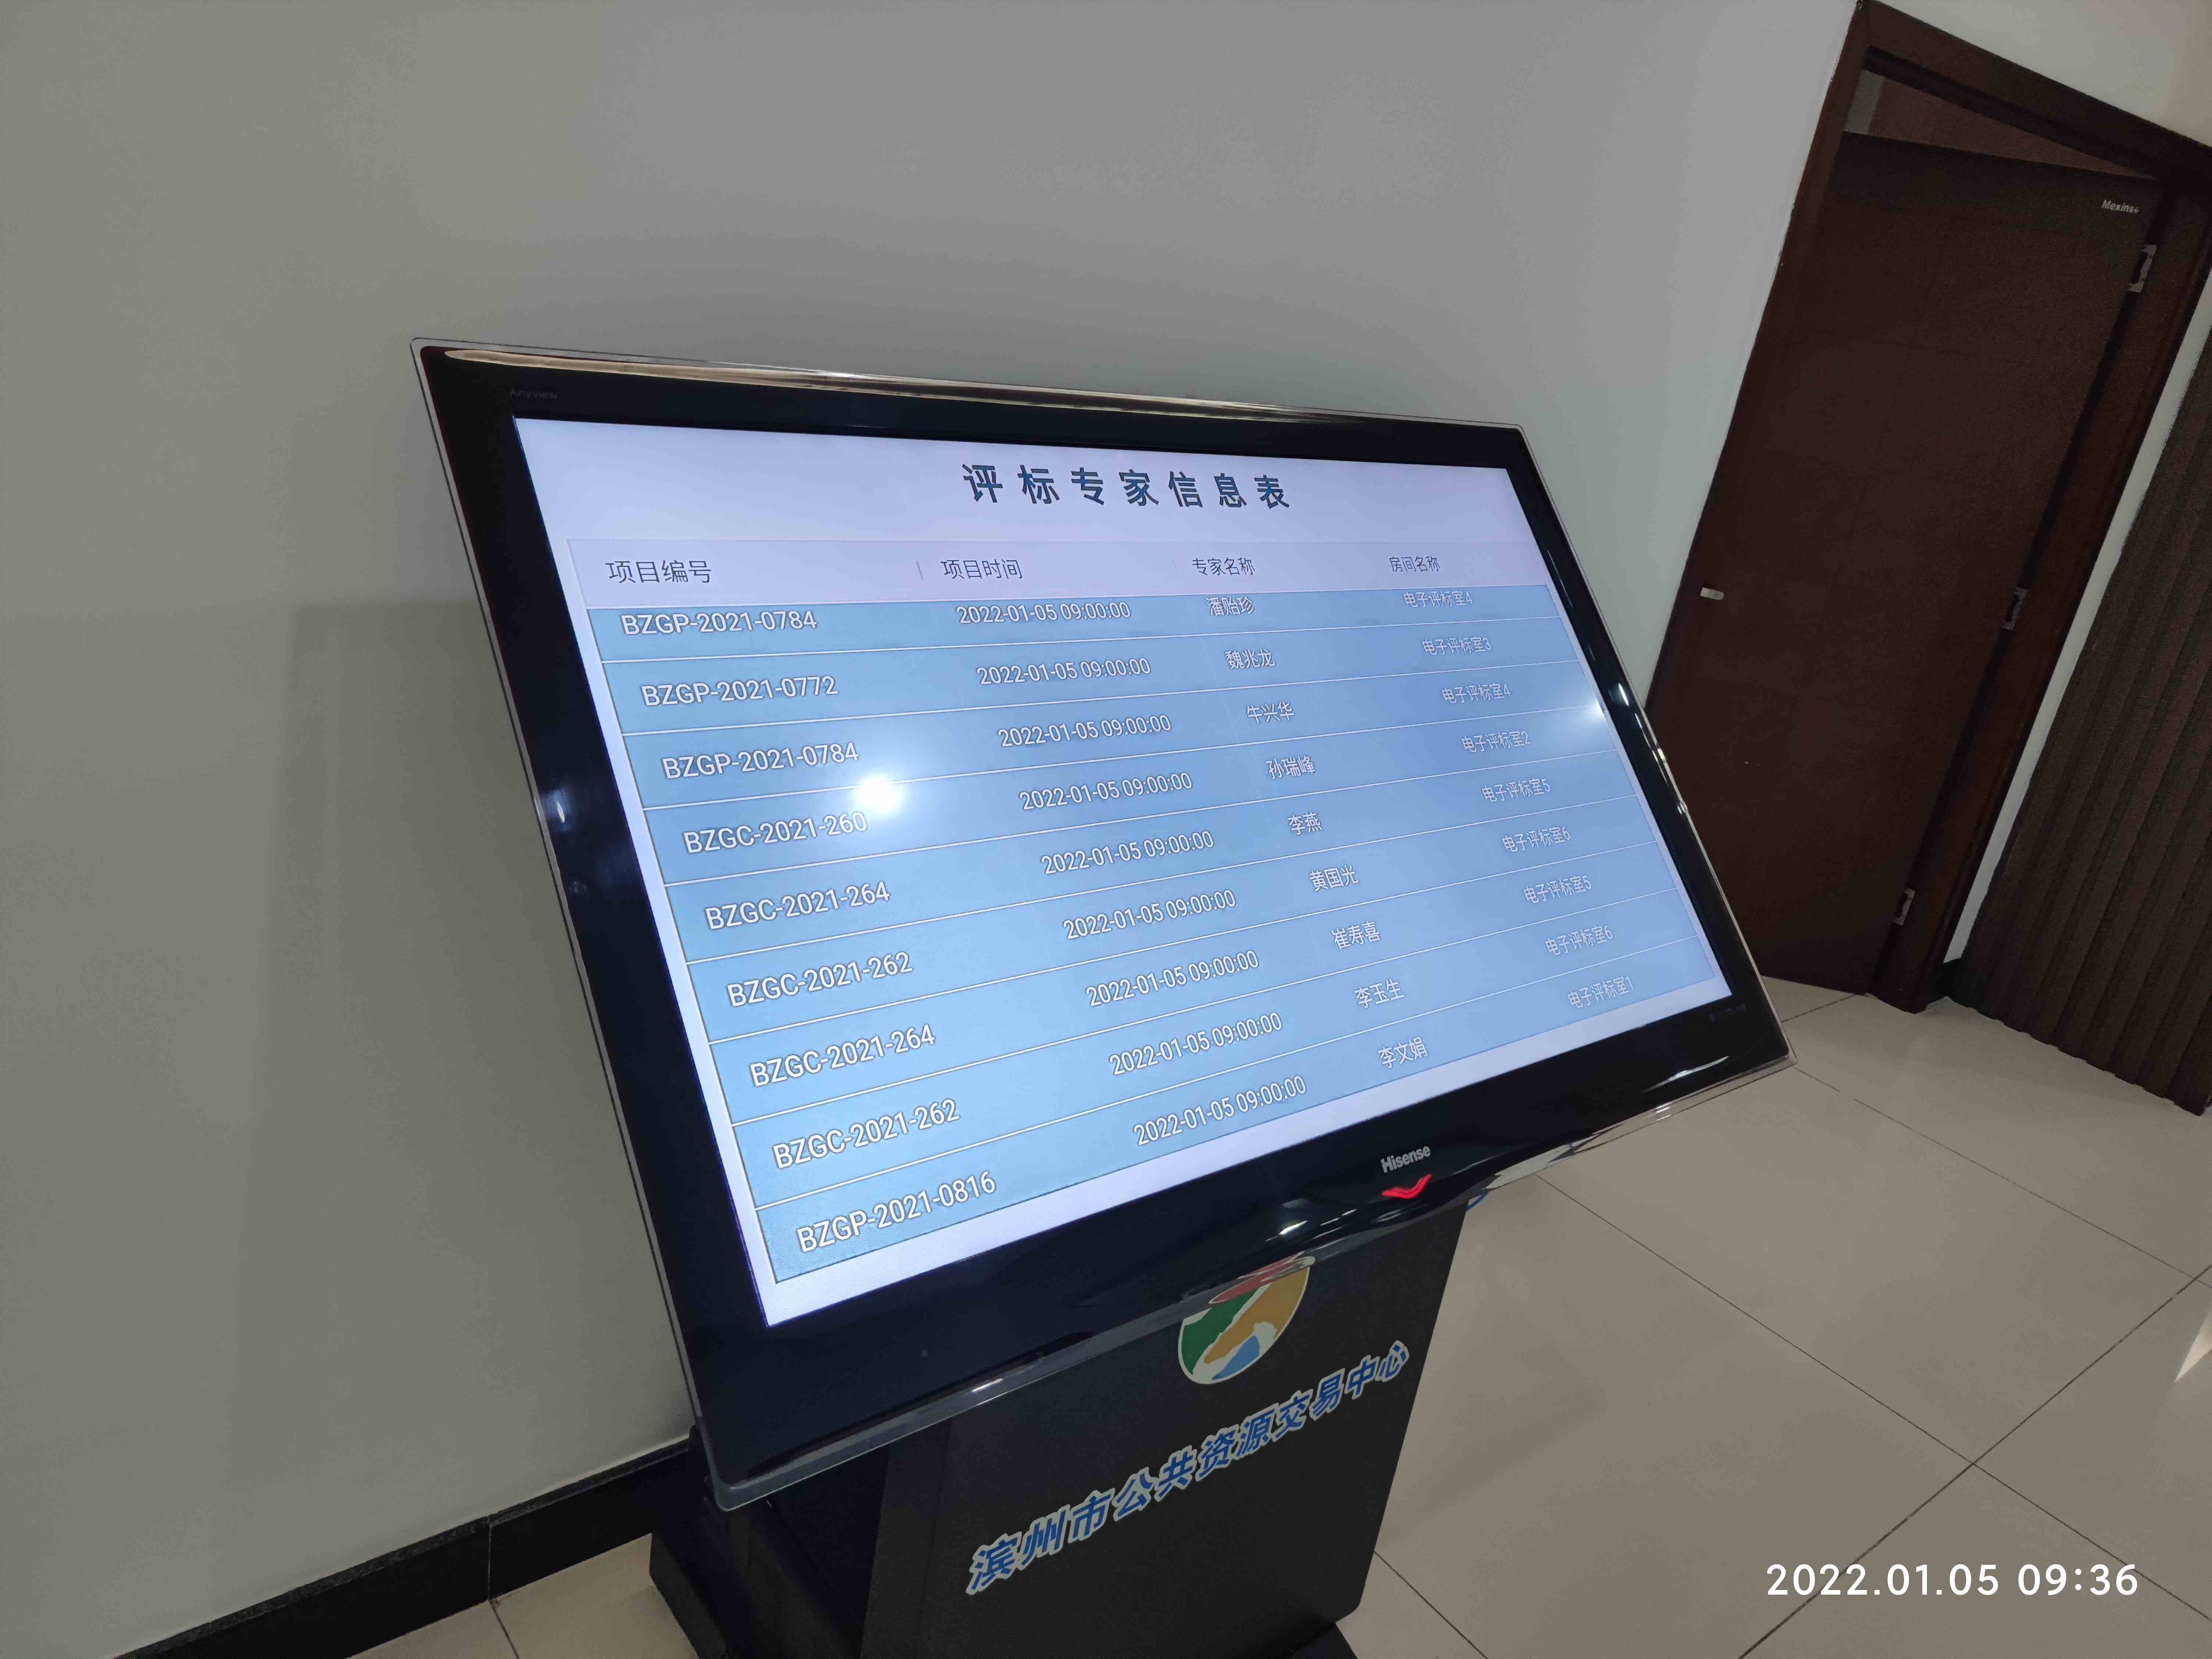 Anyview
Mexin
评标专家信息表
项目编号 项目时间 专家名称 房间名称
BZGP-2021-0784 2022-01-05 09:00:00 潘贻珍 电子评标室4
BZGP-2021-0772 2022-01-05 09:00:00 魏兆龙 电子评标室3
BZGP-2021-0784 2022-01-05 09:00:00 牛兴华 电子评标室4
BZGC-2021-260 2022-01-05 09:00:00 孙瑞峰 电子评标室2
BZGC-2021-264 2022-01-05 09:00:00 李燕 电子评标室5
BZGC-2021-262 2022-01-05 09:00:00 黄国光 电子评标室6
BZGC-2021-264 2022-01-05 09:00:00 崔寿喜 电子评标室5
BZGC-2021-262 2022-01-05 09:00:00 李玉生 电子评标室6
BZGP-2021-0816 2022-01-05 09:00:00 李文娟 电子评标室1
Hisense
滨州市公共资源交易中心
2022.01.05 09:36